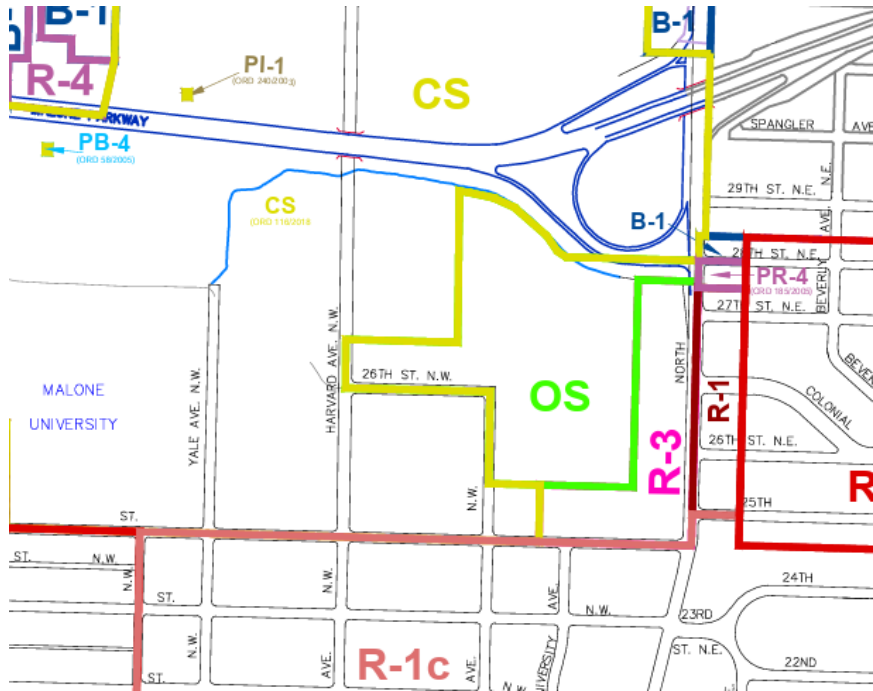 B-1
R-4
PI-1
(ORD 240/2003)
CS
B-1
PARKWAY
PB-4
(ORD 58/2005)
SPANGLER
AVE
CS
(ORD 116/2018)
29TH ST. N.E.
N.E.
AVE.
BEVERLY
B-1
28TH ST. N.E.
PR-4
(ORD 185/2005)
27TH ST. N.E.
HARVARD AVE. N.W.
26TH ST. N.W.
NORTH
MALONE
UNIVERSITY
YALE AVE. N.W.
OS
R-3
R-1
COLONIAL
26TH ST. N.E.
R
N.W.
25TH
ST.
ST.
N.W.
N.W.
N.W.
24TH
ST.
AVE.
N.W.
23RD
N.W.
AVE.
R-1c
AVE.
ST. N.E.
22ND
ST.
N.W.